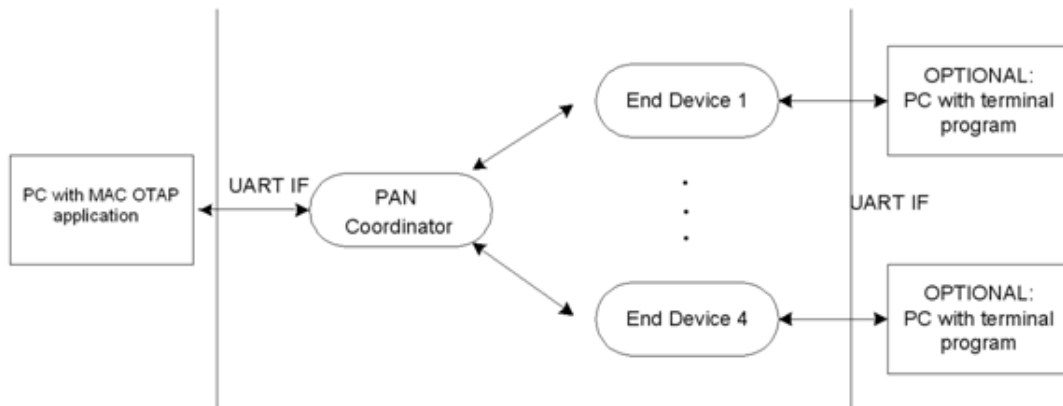 PC with MAC OTAP
application
UART IF
PAN
Coordinator
End Device 1
End Device 4
UART IF
OPTIONAL:
PC with terminal
program
OPTIONAL:
PC with terminal
program